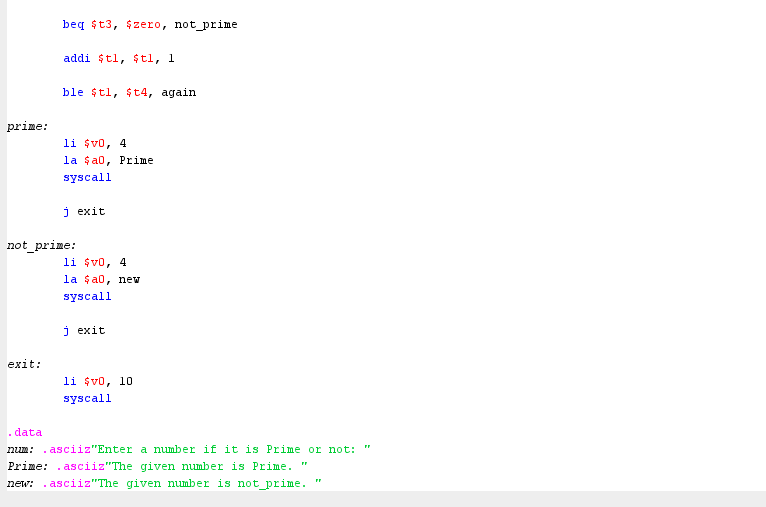 beq $t3, $zero, not_prime
addi $t1, $t1, 1
ble $t1, $t4, again
prime:
li $v0, 4
la $a0, Prime
syscall
j exit
not_prime:
li $v0, 4
la $a0, new
syscall
j exit
exit:
li $v0, 10
syscall
.data
num: .asciiz"Enter a number if it is Prime or not: "
Prime: .asciiz"The given number is Prime. "
new: .asciiz"The given number is not_prime. "